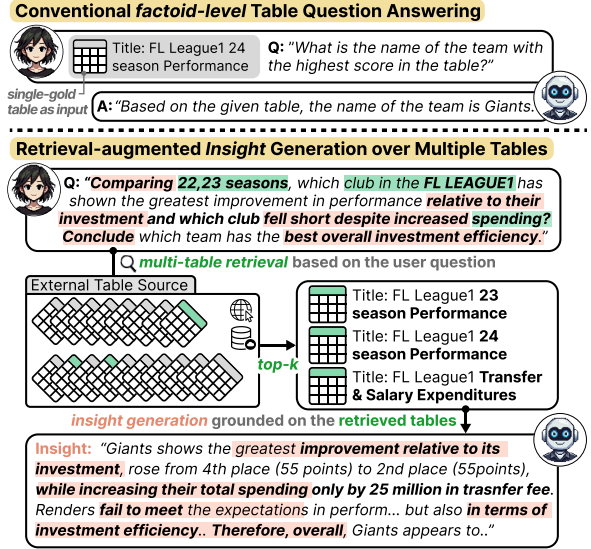 Conventional factoid-level Table Question Answering
Title: FL League1 24
season Performance
Q: "What is the name of the team with
the highest score in the table?"
single-gold
table as input
A: "Based on the given table, the name of the team is Giants.
Retrieval-augmented Insight Generation over Multiple Tables
Q: "Comparing 22,23 seasons, which club in the FL LEAGUE1 has
shown the greatest improvement in performance relative to their
investment and which club fell short despite increased spending?
Conclude which team has the best overall investment efficiency."
multi-table retrieval based on the user question
External Table Source
top-k
Title: FL League1 23
season Performance
Title: FL League1 24
season Performance
Title: FL League1 Transfer
& Salary Expenditures
insight generation grounded on the retrieved tables
Insight: "Giants shows the greatest improvement relative to its
investment, rose from 4th place (55 points) to 2nd place (55points),
while increasing their total spending only by 25 million in trasnfer fee.
Renders fail to meet the expectations in perform... but also in terms of
investment efficiency.. Therefore, overall, Giants appears to.."